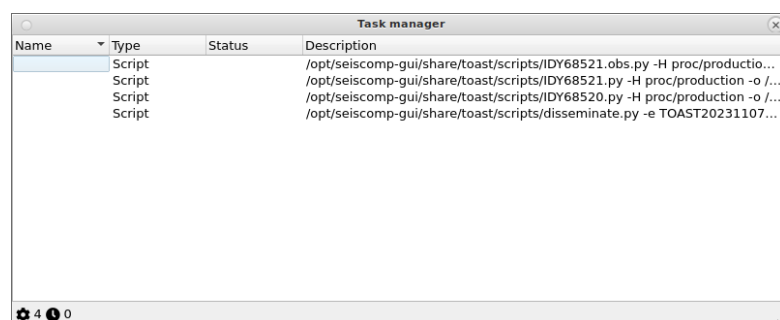 Task manager
Name Type Status Description
Script /opt/seiscomp-gui/share/toast/scripts/IDY68521.obs.py -H proc/productio...
Script /opt/seiscomp-gui/share/toast/scripts/IDY68521.py -H proc/production -o /...
Script /opt/seiscomp-gui/share/toast/scripts/IDY68520.py -H proc/production -o /...
Script /opt/seiscomp-gui/share/toast/scripts/disseminate.py -e TOAST20231107...
4 0